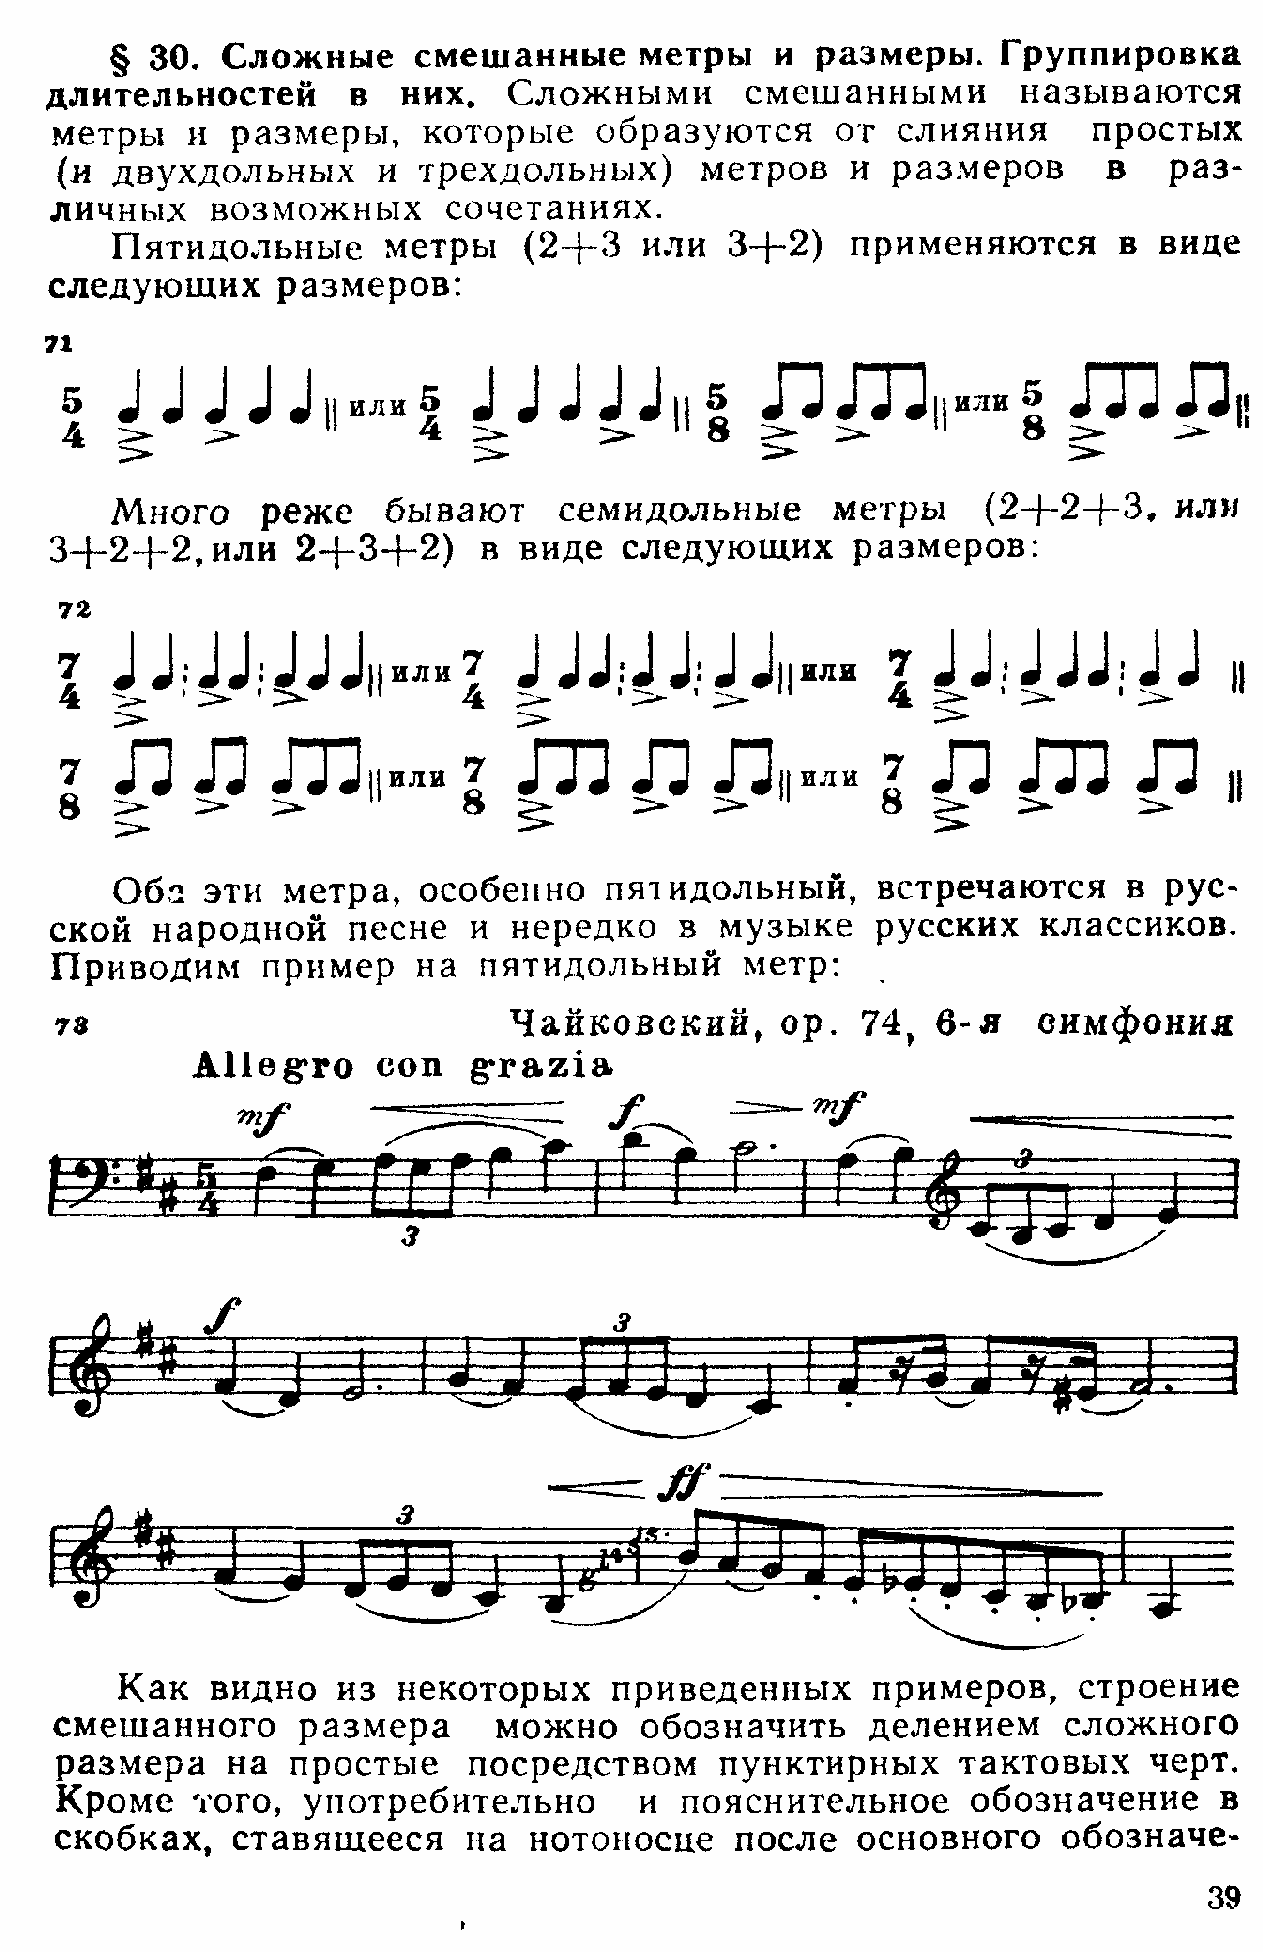 § 30. Сложные смешанные метры и размеры. Группировка
длительностей в них. Сложными смешанными называются
метры и размеры, которые образуются от слияния простых
(и двухдольных и трехдольных) метров и размеров в раз-
личных возможных сочетаниях.
Пятидольные метры (2+3 или 3+2) применяются в виде
следующих размеров:
71
5/4 или 5/4 5/8 или 5/8
Много реже бывают семидольные метры (2+2+3, или
3+2+2, или 2+3+2) в виде следующих размеров:
72
7/4 или 7/4 или 7/4
7/8 или 7/8 или 7/8
Оба эти метра, особенно пятидольный, встречаются в рус-
ской народной песне и нередко в музыке русских классиков.
Приводим пример на пятидольный метр:
73 Чайковский, op. 74, 6-я симфония
Allegro con grazia
mf f mf
5/4 3 3
f 3
ff
3
Как видно из некоторых приведенных примеров, строение
смешанного размера можно обозначить делением сложного
размера на простые посредством пунктирных тактовых черт.
Кроме того, употребительно и пояснительное обозначение в
скобках, ставящееся на нотоносце после основного обозначе-
39